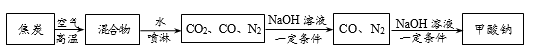 焦炭 空气 高温 混合物 水 喷淋 CO₂、CO、N₂ NaOH 溶液 一定条件 CO、N₂ NaOH 溶液 一定条件 甲酸钠